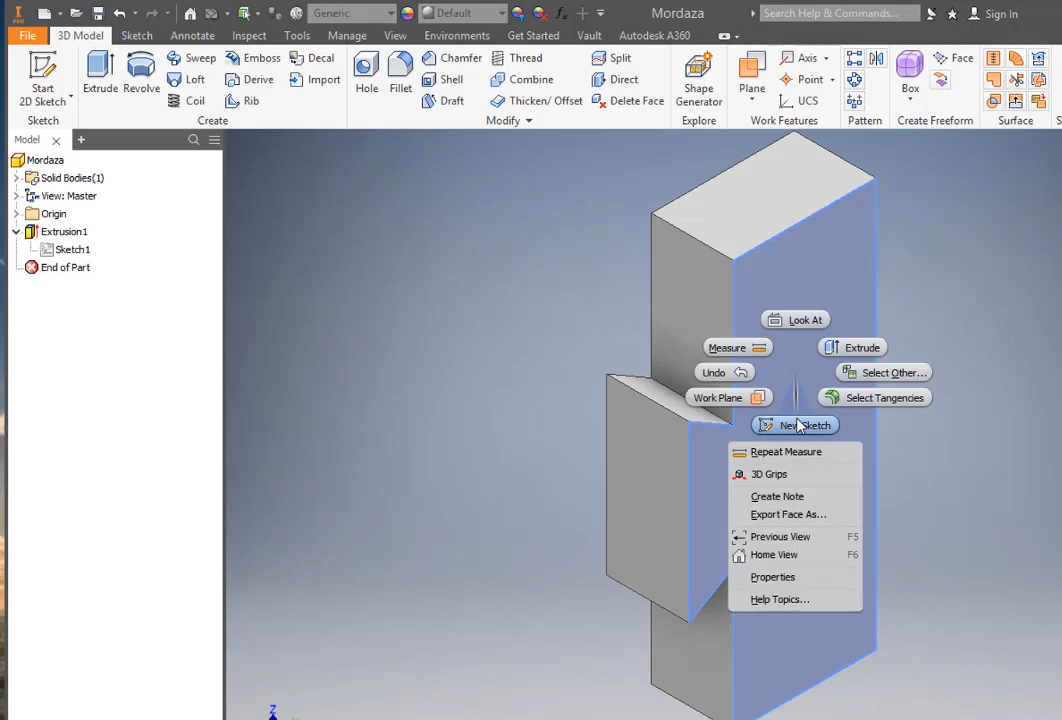 PRO
Generic
Default
fx
Mordaza
Search Help & Commands...
Sign In
File
3D Model
Sketch
Annotate
Inspect
Tools
Manage
View
Environments
Get Started
Vault
Autodesk A360
Start
2D Sketch
Extrude
Revolve
Sweep
Loft
Coil
Emboss
Derive
Rib
Decal
Import
Hole
Fillet
Chamfer
Shell
Draft
Thread
Combine
Thicken/ Offset
Split
Direct
Delete Face
Shape
Generator
Plane
Axis
Point
UCS
Box
Face
Sketch
Create
Modify
Explore
Work Features
Pattern
Create Freeform
Surface
Model
Mordaza
Solid Bodies(1)
View: Master
Origin
Extrusion1
Sketch1
End of Part
Look At
Measure
Extrude
Undo
Select Other...
Work Plane
Select Tangencies
New Sketch
Repeat Measure
3D Grips
Create Note
Export Face As...
Previous View F5
Home View F6
Properties
Help Topics...
Z